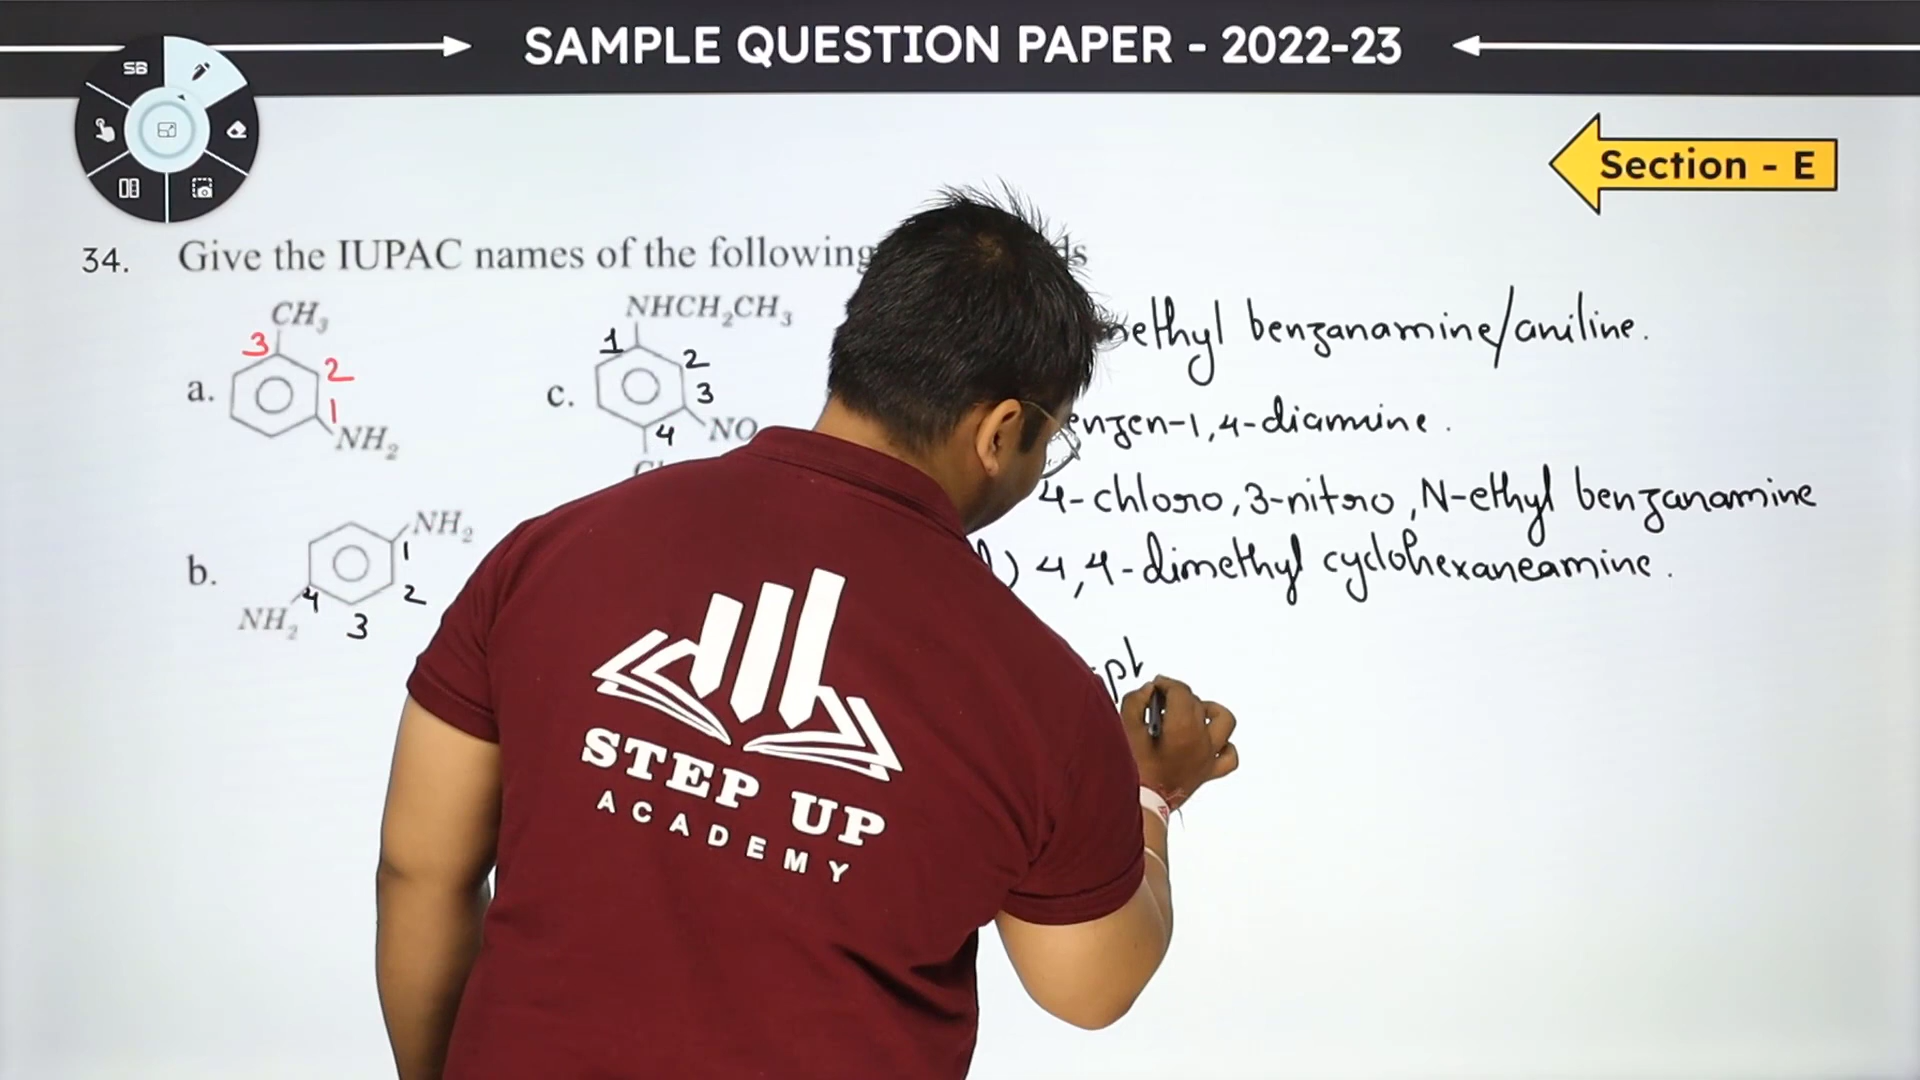 SAMPLE QUESTION PAPER - 2022-23
SB
Section - E
34. Give the IUPAC names of the following
a.
CH3
3
2
1
NH2
c.
NHCH2CH3
1
2
3
4
NO
b.
NH2
1
2
3
4
NH2
methyl benzanamine/aniline.
enzen-1,4-diamine.
4-chloro,3-nitro,N-ethyl benzanamine
4,4-dimethyl cyclohexaneamine.
STEP UP
ACADEMY